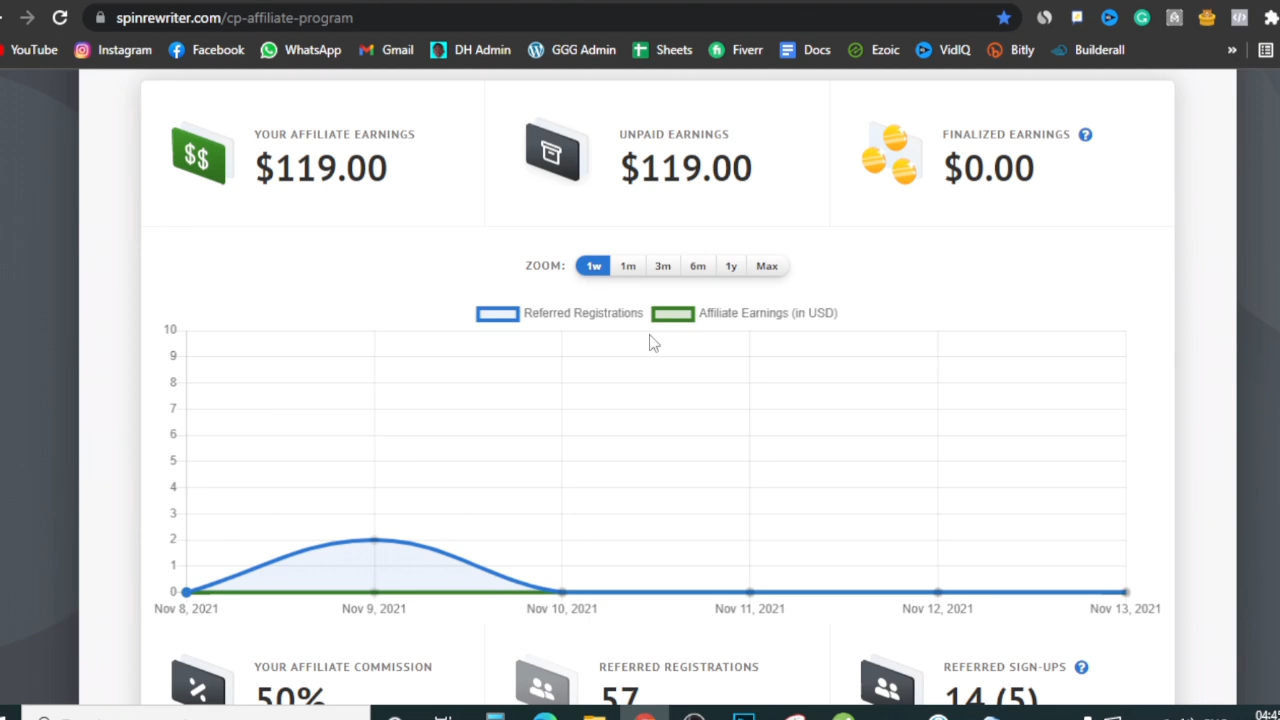 spinrewriter.com/cp-affiliate-program
YouTube Instagram Facebook WhatsApp Gmail DH Admin GGG Admin Sheets Fiverr Docs Ezoic VidIQ Bitly Builderall »
YOUR AFFILIATE EARNINGS
$119.00
UNPAID EARNINGS
$119.00
FINALIZED EARNINGS ?
$0.00
ZOOM: 1w 1m 3m 6m 1y Max
Referred Registrations Affiliate Earnings (in USD)
10
9
8
7
6
5
4
3
2
1
0
Nov 8, 2021 Nov 9, 2021 Nov 10, 2021 Nov 11, 2021 Nov 12, 2021 Nov 13, 2021
YOUR AFFILIATE COMMISSION
50%
REFERRED REGISTRATIONS
57
REFERRED SIGN-UPS ?
14 (5)